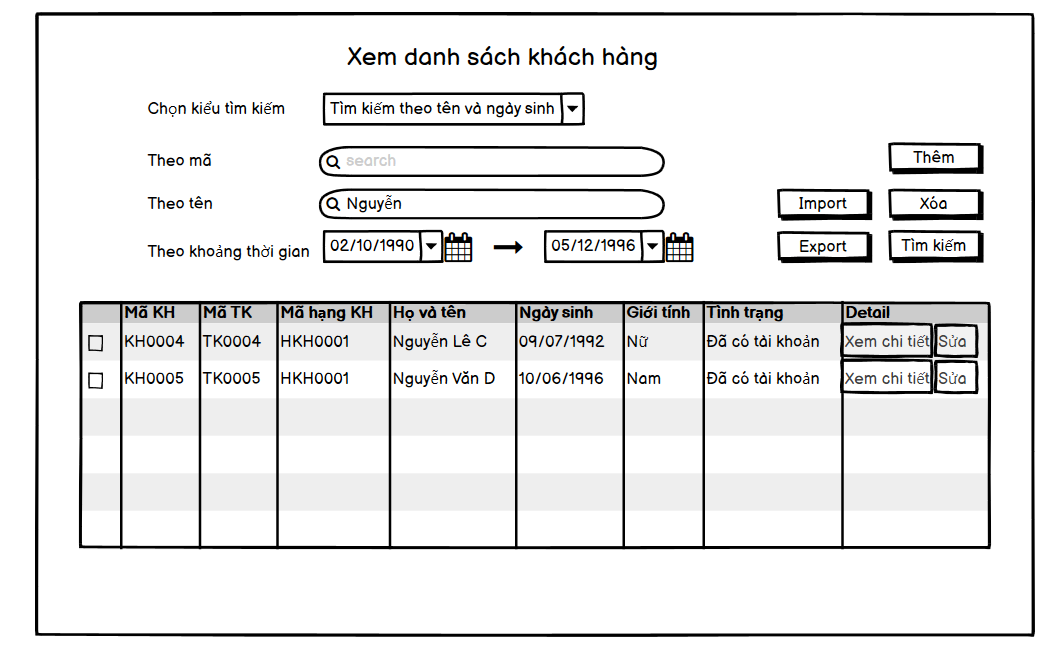 Xem danh sách khách hàng
Chọn kiểu tìm kiếm Tìm kiếm theo tên và ngày sinh
Theo mã search Thêm
Theo tên Nguyễn Import Xóa
Theo khoảng thời gian 02/10/1990 05/12/1996 Export Tìm kiếm
Mã KH Mã TK Mã hạng KH Họ và tên Ngày sinh Giới tính Tình trạng Detail
KH0004 TK0004 HKH0001 Nguyễn Lê C 09/07/1992 Nữ Đã có tài khoản Xem chi tiết Sửa
KH0005 TK0005 HKH0001 Nguyễn Văn D 10/06/1996 Nam Đã có tài khoản Xem chi tiết Sửa